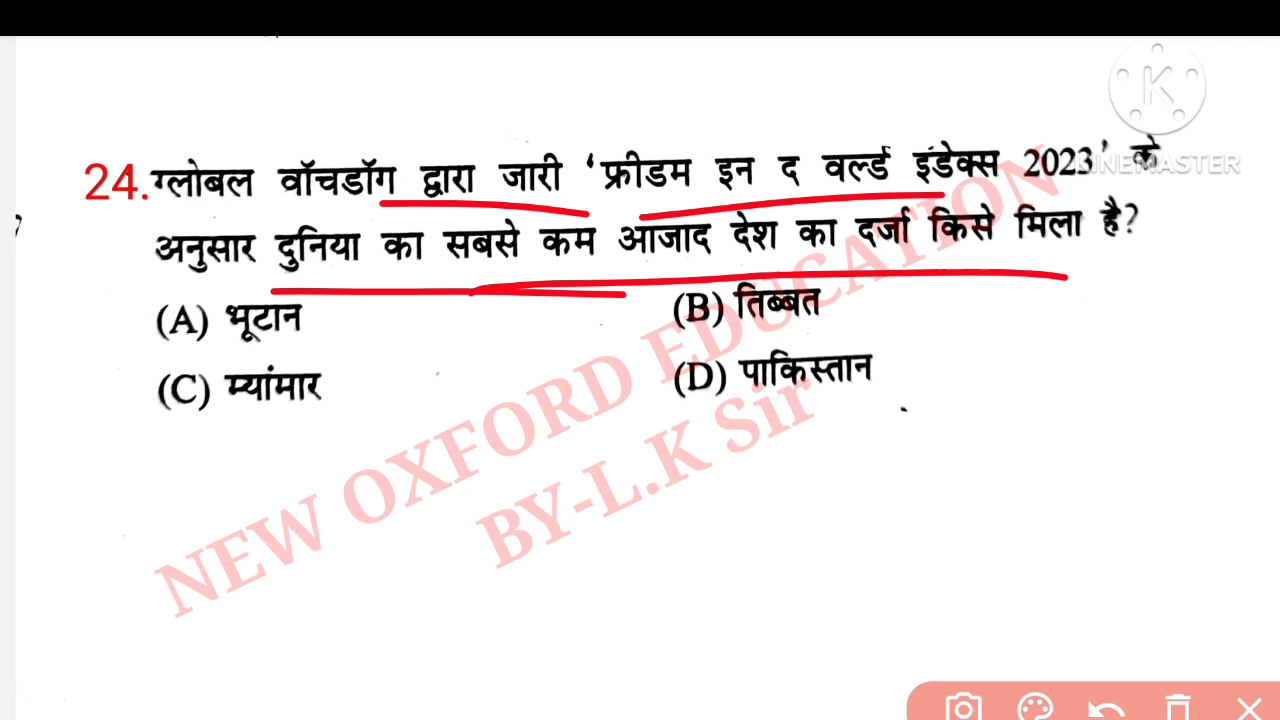 KINEMASTER
24. ग्लोबल वॉचडॉग द्वारा जारी 'फ्रीडम इन द वर्ल्ड इंडेक्स 2023' के
अनुसार दुनिया का सबसे कम आजाद देश का दर्जा किसे मिला है?
(A) भूटान
(B) तिब्बत
(C) म्यांमार
(D) पाकिस्तान
NEW OXFORD EDUCATION
BY-L.K Sir